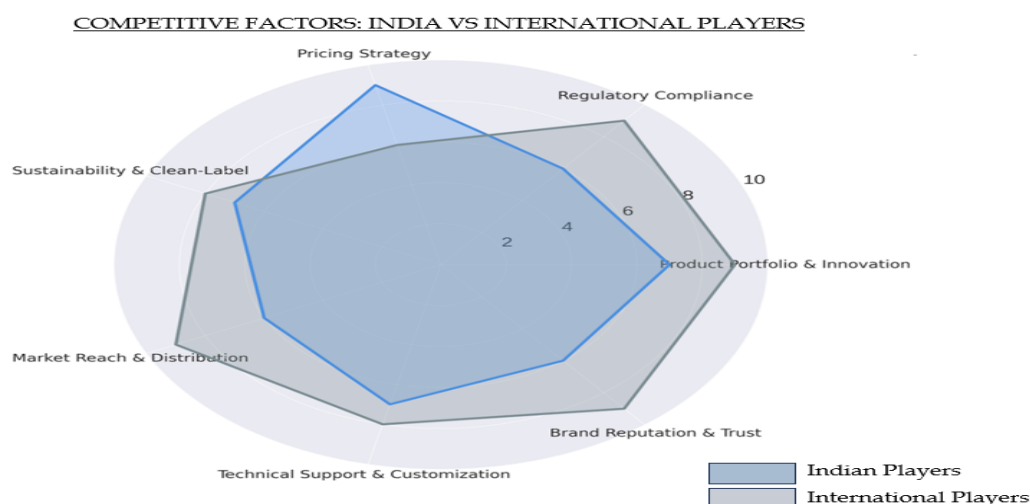 COMPETITIVE FACTORS: INDIA VS INTERNATIONAL PLAYERS
Pricing Strategy
Regulatory Compliance
Sustainability & Clean-Label
10
8
6
4
2
Product Portfolio & Innovation
Market Reach & Distribution
Brand Reputation & Trust
Technical Support & Customization
Indian Players
International Players